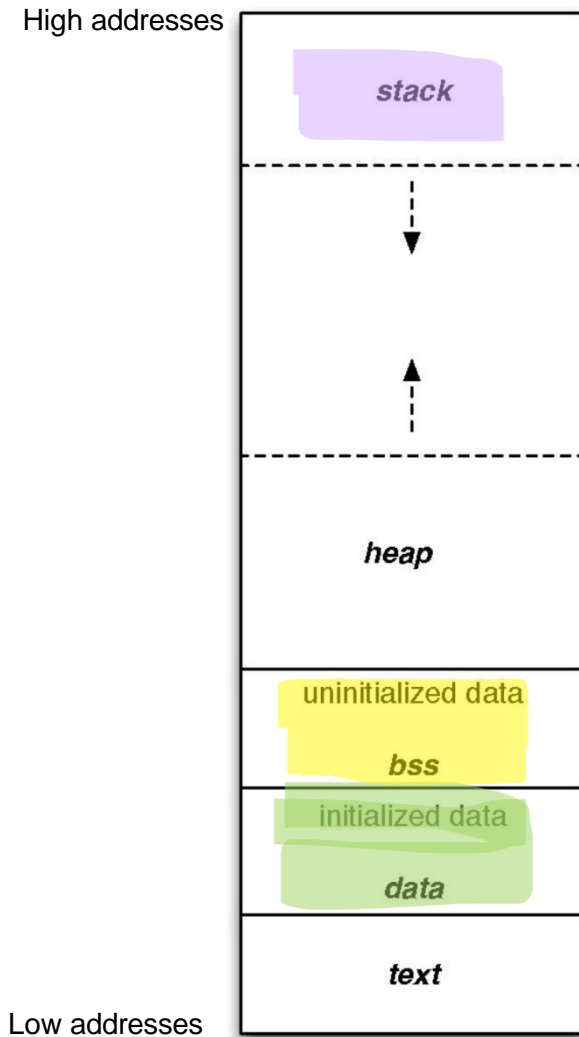 High addresses
stack
heap
uninitialized data
bss
initialized data
data
text
Low addresses